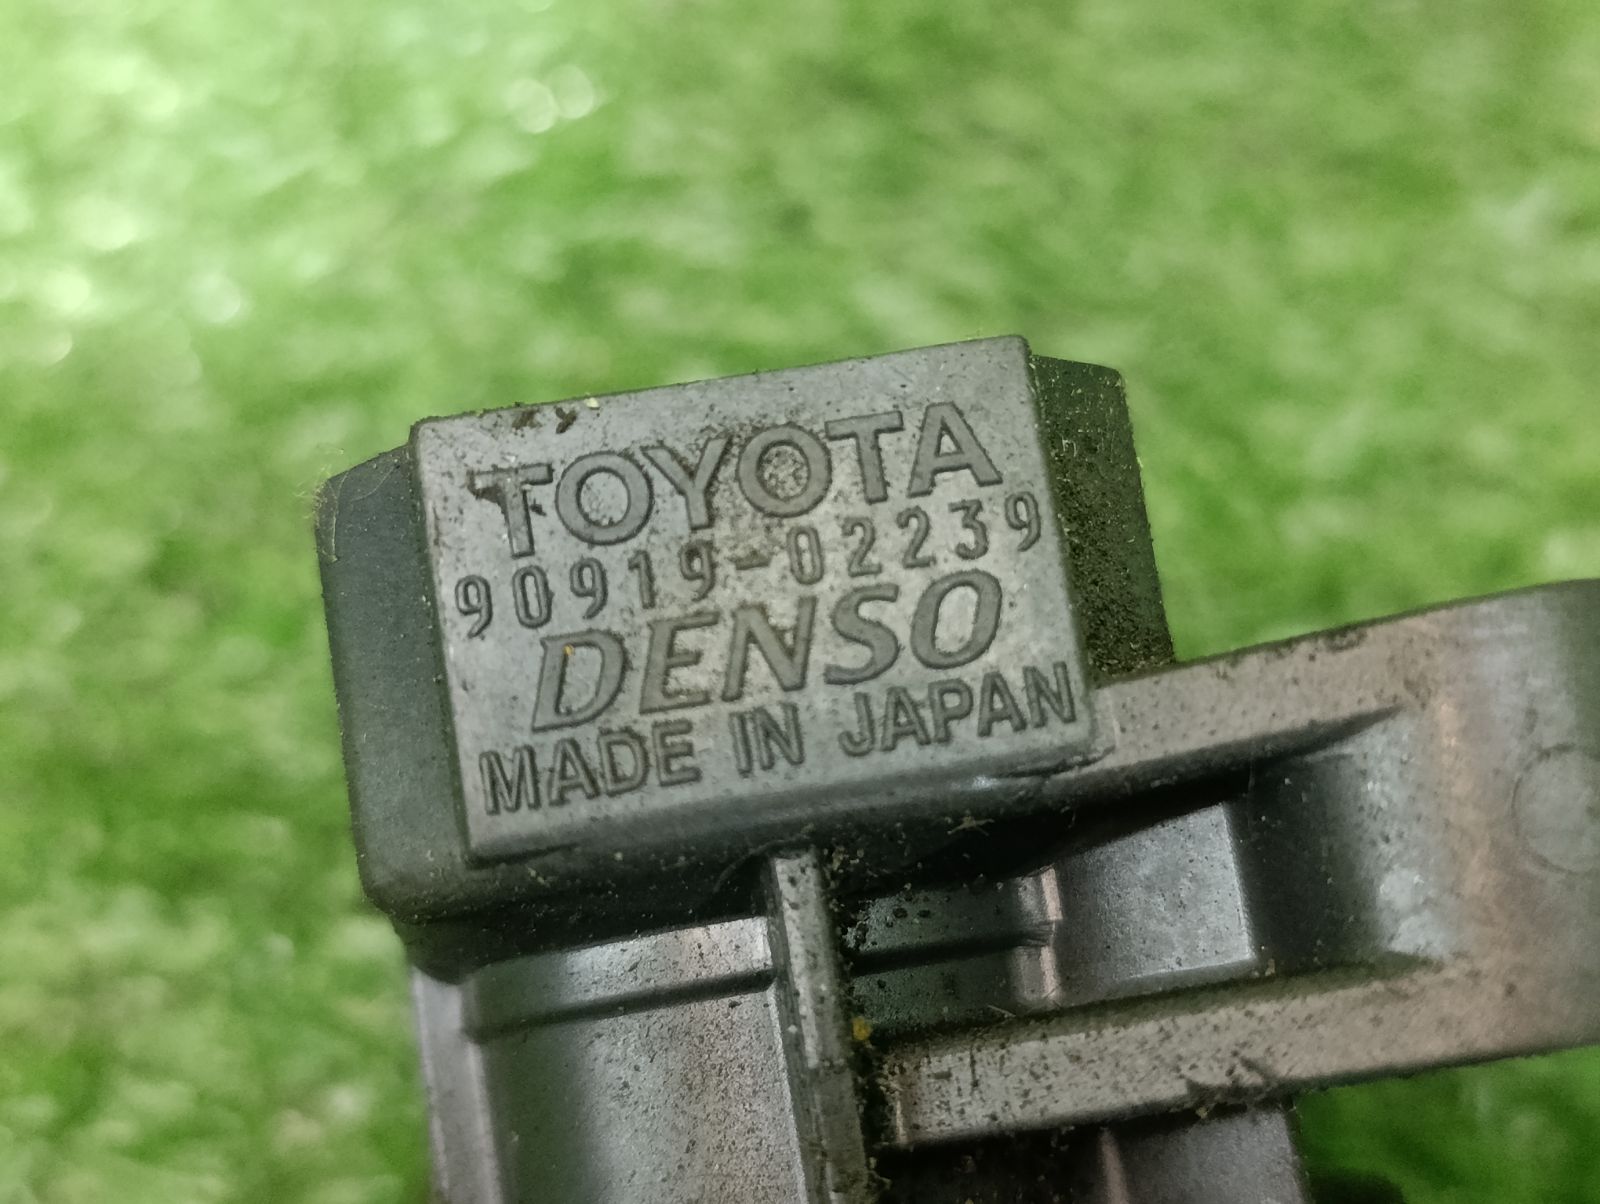 TOYOTA
90919-02239
DENSO
MADE IN JAPAN